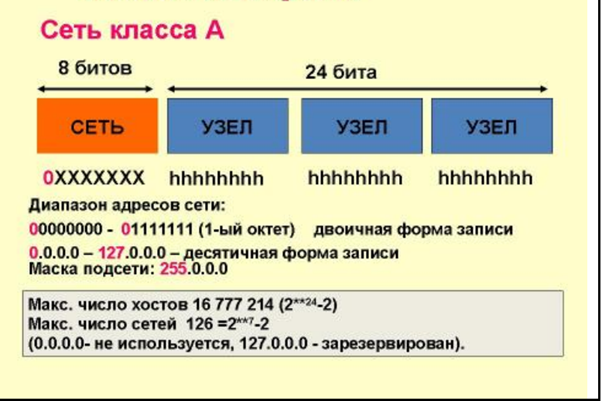 Сеть класса А
8 битов
24 бита
СЕТЬ УЗЕЛ УЗЕЛ УЗЕЛ
0XXXXXXX hhhhhhhh hhhhhhhh hhhhhhhh
Диапазон адресов сети:
00000000 - 01111111 (1-ый октет) двоичная форма записи
0.0.0.0 – 127.0.0.0 – десятичная форма записи
Маска подсети: 255.0.0.0
Макс. число хостов 16 777 214 (2**24-2)
Макс. число сетей 126 =2**7-2
(0.0.0.0- не используется, 127.0.0.0 - зарезервирован).